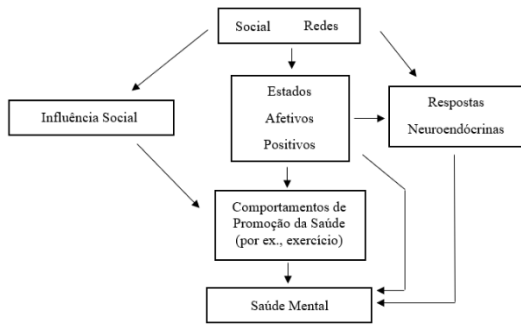 Social Redes
Influência Social
Estados
Afetivos
Positivos
Respostas
Neuroendócrinas
Comportamentos de
Promoção da Saúde
(por ex., exercício)
Saúde Mental